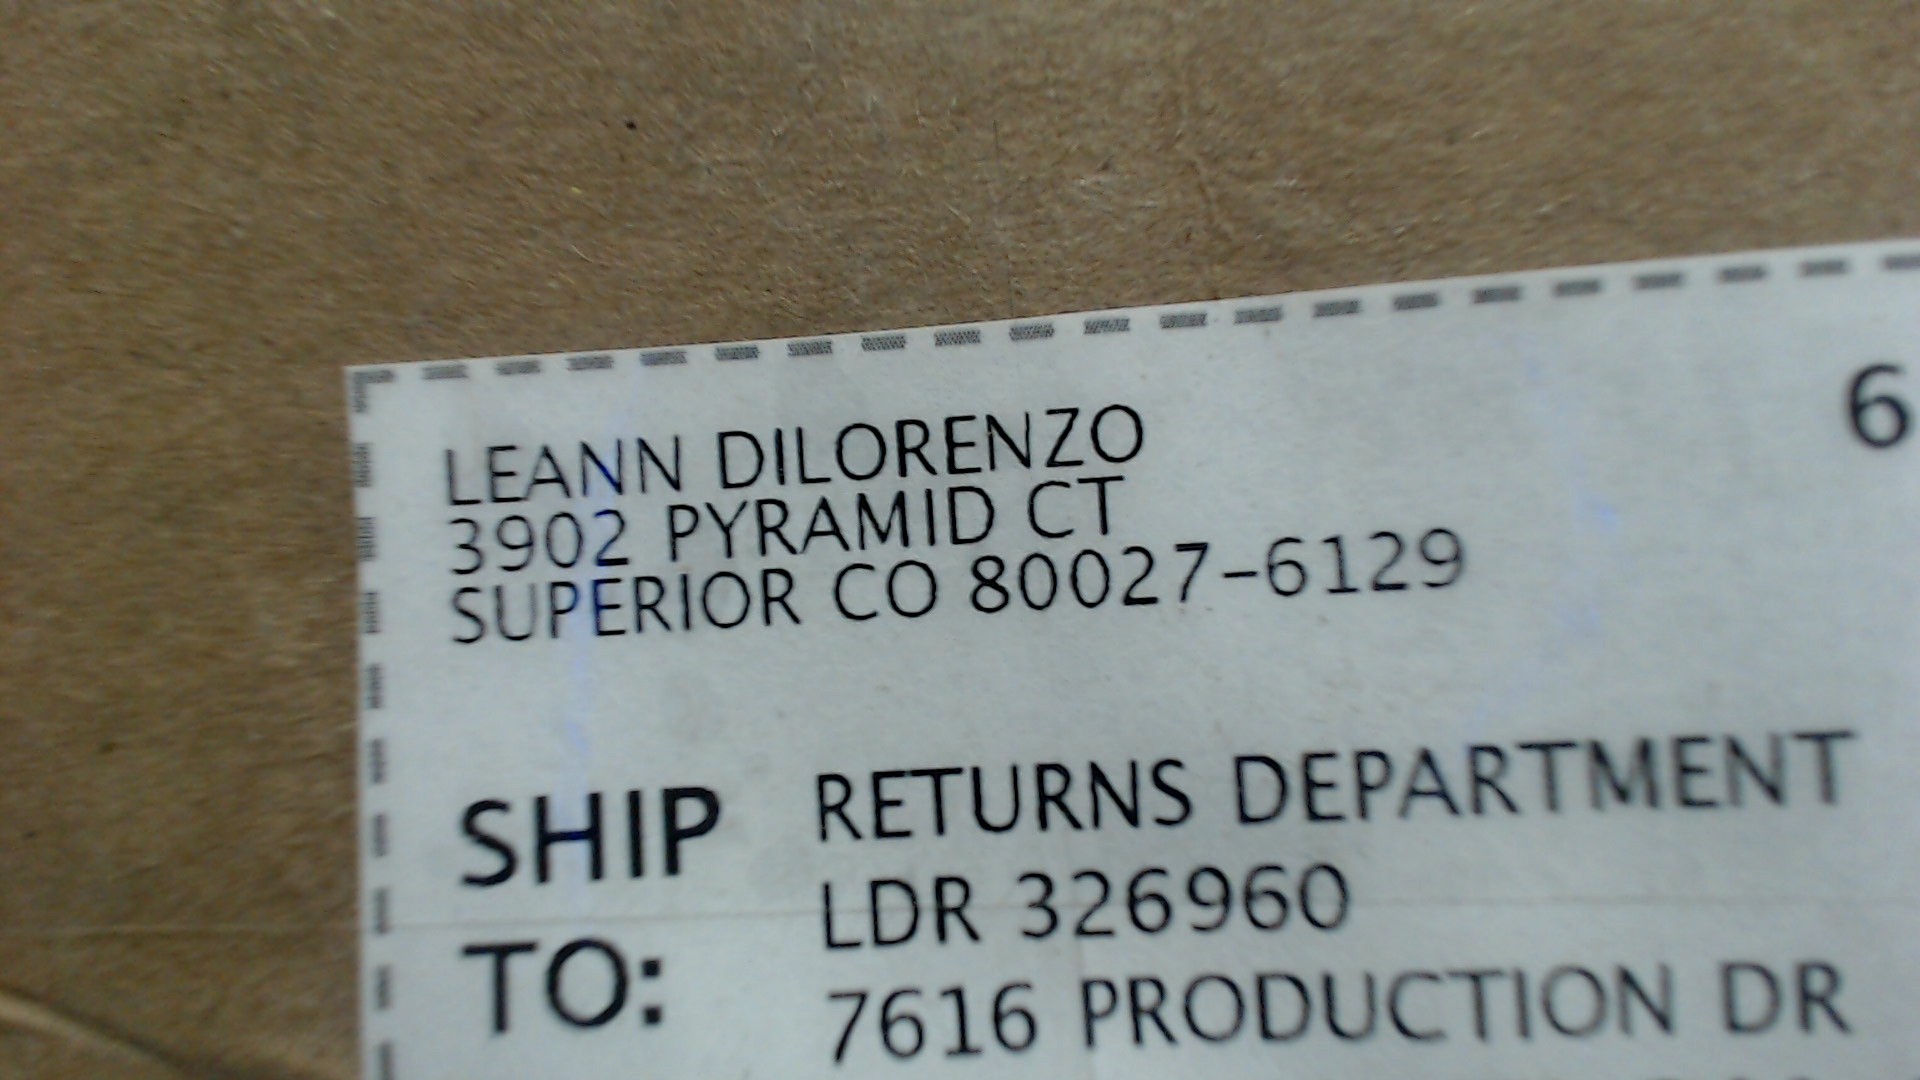 LEANN DILORENZO
3902 PYRAMID CT
SUPERIOR CO 80027-6129
6
SHIP TO:
RETURNS DEPARTMENT
LDR 326960
7616 PRODUCTION DR